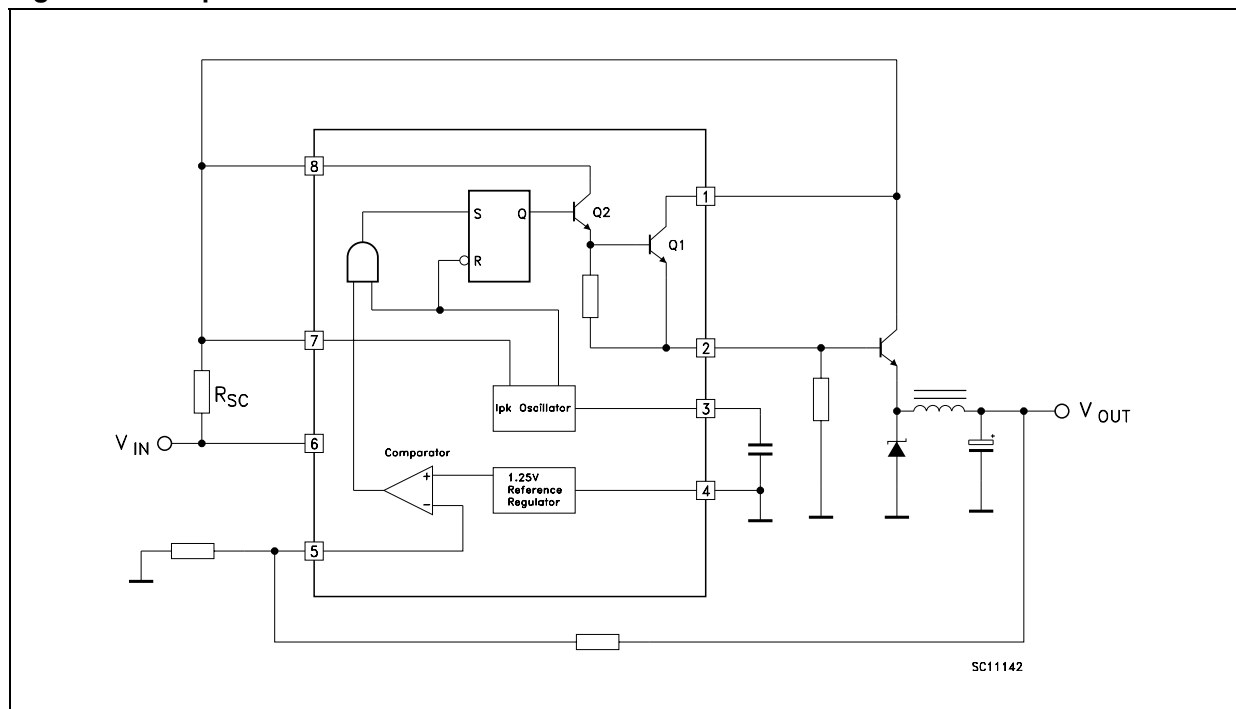 8
1
S
Q
Q2
Q1
R
7
2
RSC
Ipk Oscillator
3
VIN
6
VOUT
+
Comparator
+
−
1.25V
Reference
Regulator
4
5
SC11142